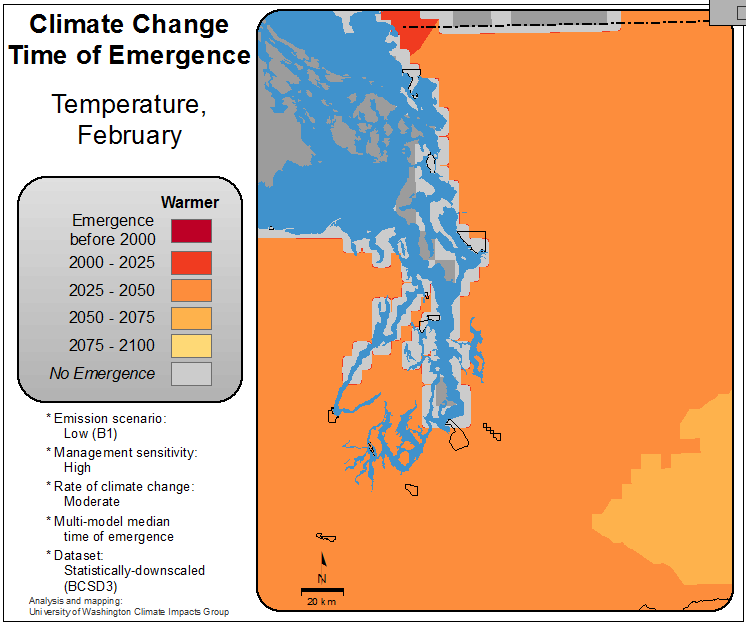 Climate Change
Time of Emergence
Temperature,
February
Warmer
Emergence
before 2000
2000 - 2025
2025 - 2050
2050 - 2075
2075 - 2100
No Emergence
* Emission scenario:
Low (B1)
* Management sensitivity:
High
* Rate of climate change:
Moderate
* Multi-model median
time of emergence
* Dataset:
Statistically-downscaled
(BCSD3)
Analysis and mapping:
University of Washington Climate Impacts Group
N
20 km